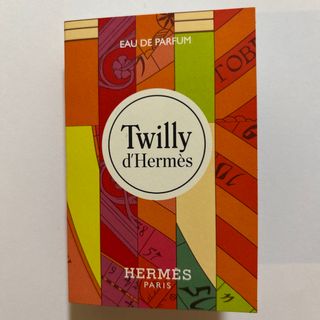 EAU DE PARFUM
Twilly
d'Hermès
HERMÈS
PARIS